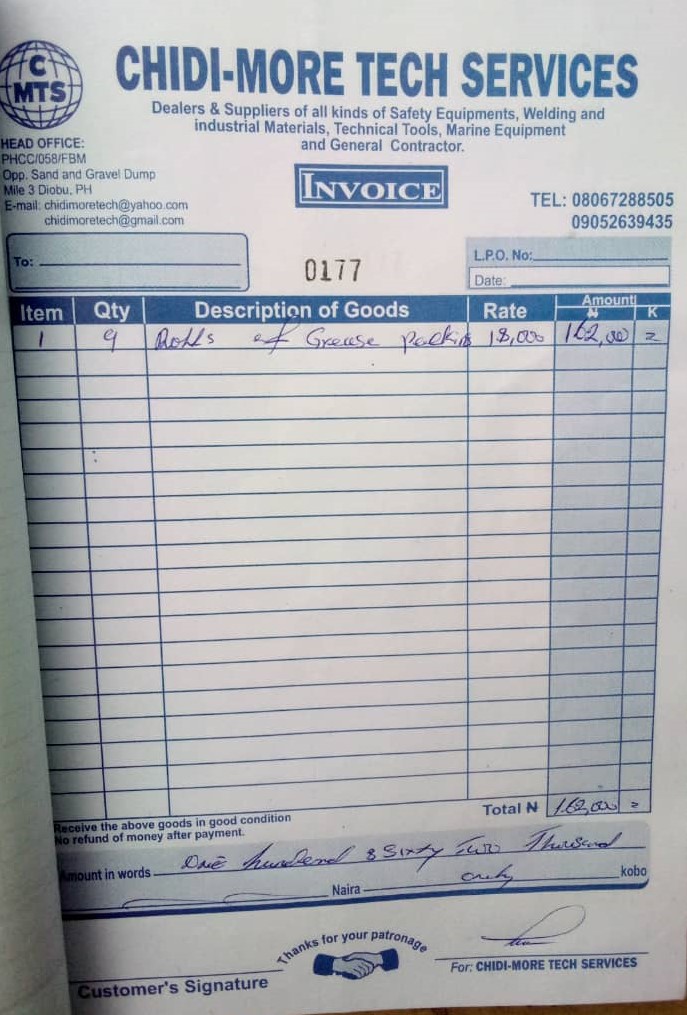 C
MTS
CHIDI-MORE TECH SERVICES
Dealers & Suppliers of all kinds of Safety Equipments, Welding and
industrial Materials, Technical Tools, Marine Equipment
and General Contractor.
HEAD OFFICE:
PHCC/058/FBM
Opp. Sand and Gravel Dump
Mile 3 Diobu, PH
E-mail: chidimoretech@yahoo.com
chidimoretech@gmail.com
INVOICE
TEL: 08067288505
09052639435
To:
0177
L.P.O. No:
Date:
Item Qty Description of Goods Rate Amount
₦ K
1 9 Rolls of Grease packin 18,000 162,000 =
Total ₦ 162,000 =
Receive the above goods in good condition
No refund of money after payment.
Amount in words One hundred & Sixty Two Thousand
Naira only kobo
Thanks for your patronage
Customer's Signature
For: CHIDI-MORE TECH SERVICES